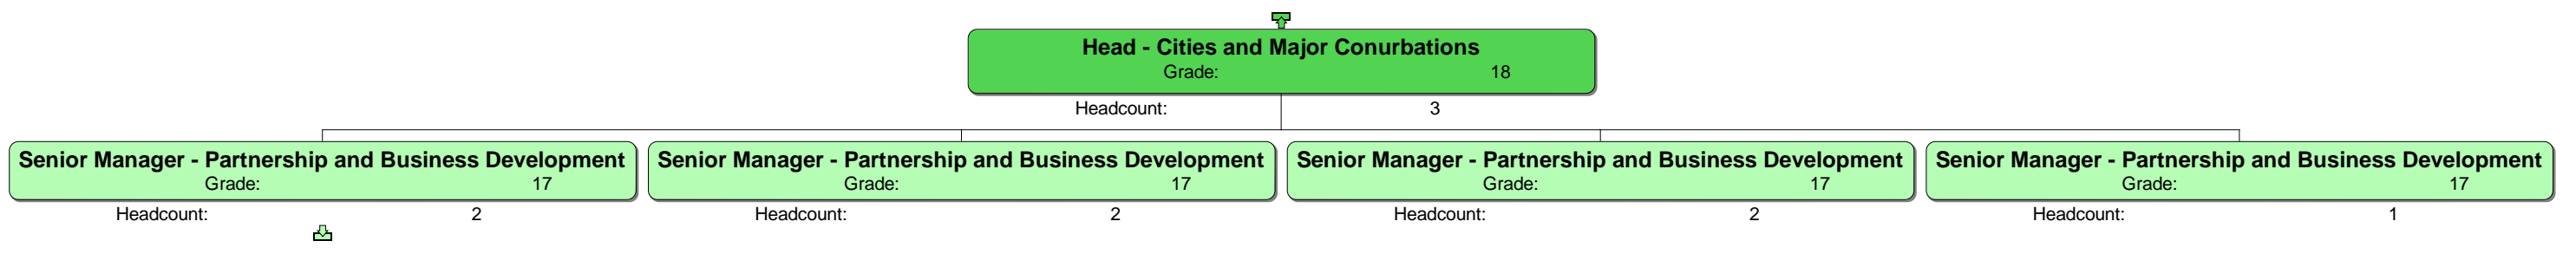 Head - Cities and Major Conurbations
Grade: 18
Headcount: 3
Senior Manager - Partnership and Business Development
Grade: 17
Headcount: 2
Senior Manager - Partnership and Business Development
Grade: 17
Headcount: 2
Senior Manager - Partnership and Business Development
Grade: 17
Headcount: 2
Senior Manager - Partnership and Business Development
Grade: 17
Headcount: 1